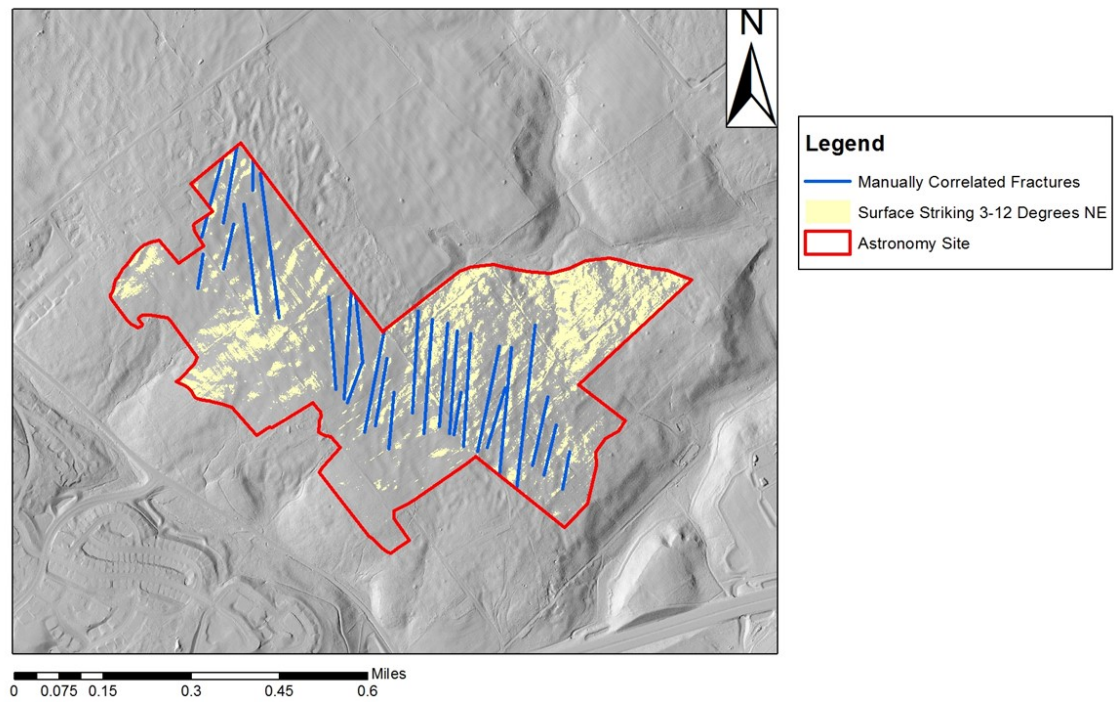 N
Legend
Manually Correlated Fractures
Surface Striking 3-12 Degrees NE
Astronomy Site
Miles
0 0.075 0.15 0.3 0.45 0.6